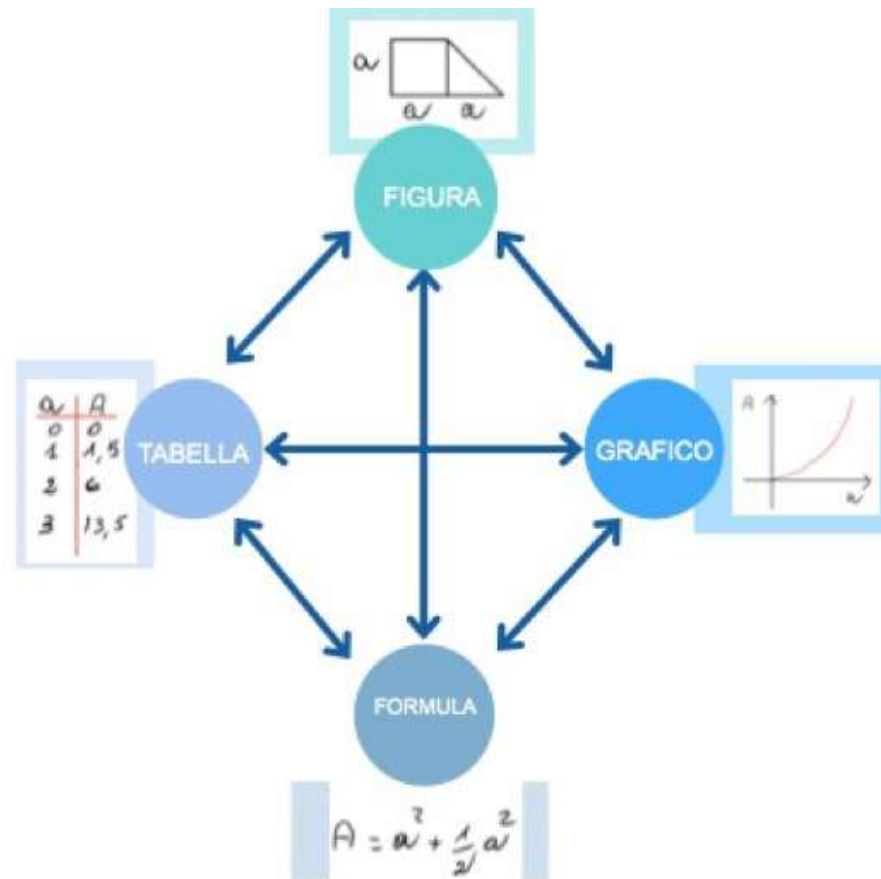 a
a a
FIGURA
a A
0 0
1 1,5
2 6
3 13,5
TABELLA
GRAFICO
A
a
FORMULA
A = a² + 1/2 a²